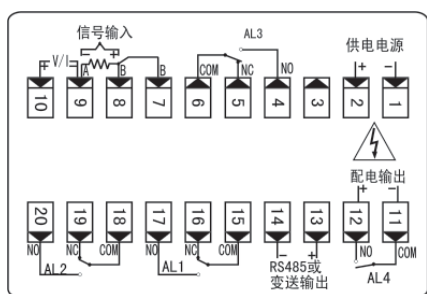 信号输入
AL3
供电电源
+ V/I - - + + -
A B B COM NC NO
10 9 8 7 6 5 4 3 2 1
配电输出
+ -
20 19 18 17 16 15 14 13 12 11
NO NC COM NO NC COM - + NO COM
AL2 AL1 RS485或 AL4
变送输出